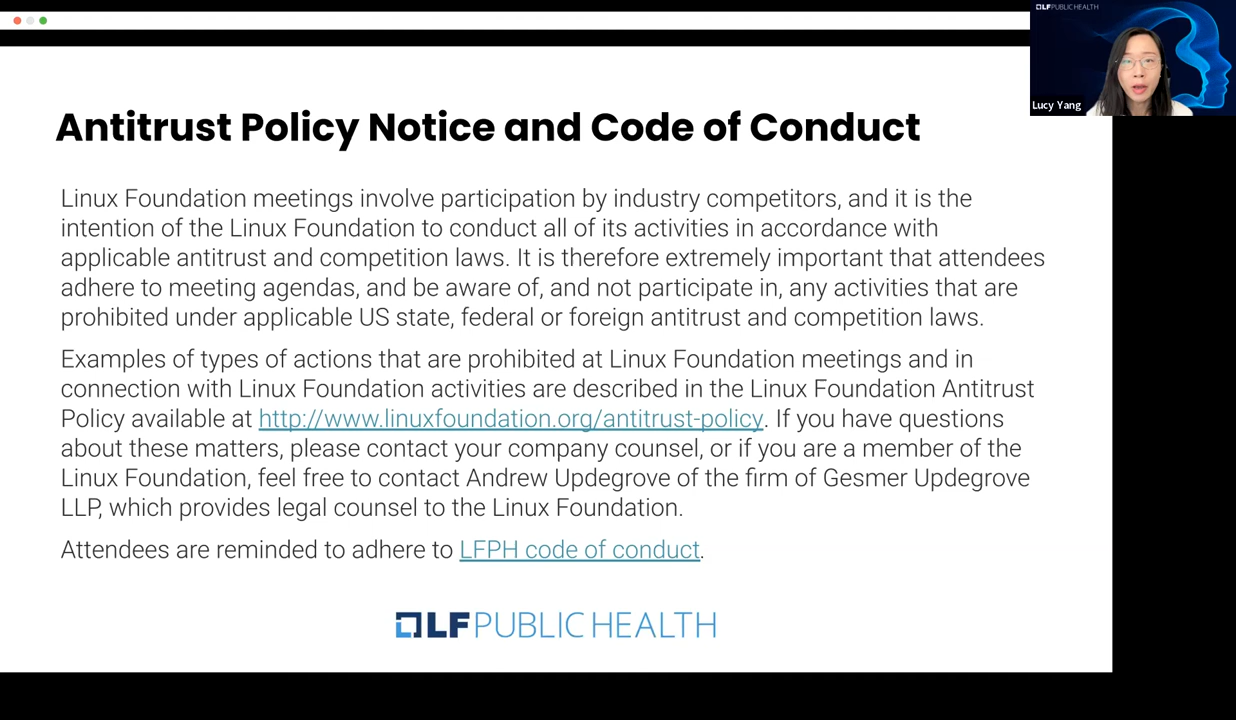 LFPUBLICHEALTH
Lucy Yang
Antitrust Policy Notice and Code of Conduct
Linux Foundation meetings involve participation by industry competitors, and it is the
intention of the Linux Foundation to conduct all of its activities in accordance with
applicable antitrust and competition laws. It is therefore extremely important that attendees
adhere to meeting agendas, and be aware of, and not participate in, any activities that are
prohibited under applicable US state, federal or foreign antitrust and competition laws.
Examples of types of actions that are prohibited at Linux Foundation meetings and in
connection with Linux Foundation activities are described in the Linux Foundation Antitrust
Policy available at http://www.linuxfoundation.org/antitrust-policy. If you have questions
about these matters, please contact your company counsel, or if you are a member of the
Linux Foundation, feel free to contact Andrew Updegrove of the firm of Gesmer Updegrove
LLP, which provides legal counsel to the Linux Foundation.
Attendees are reminded to adhere to LFPH code of conduct.
LFPUBLICHEALTH